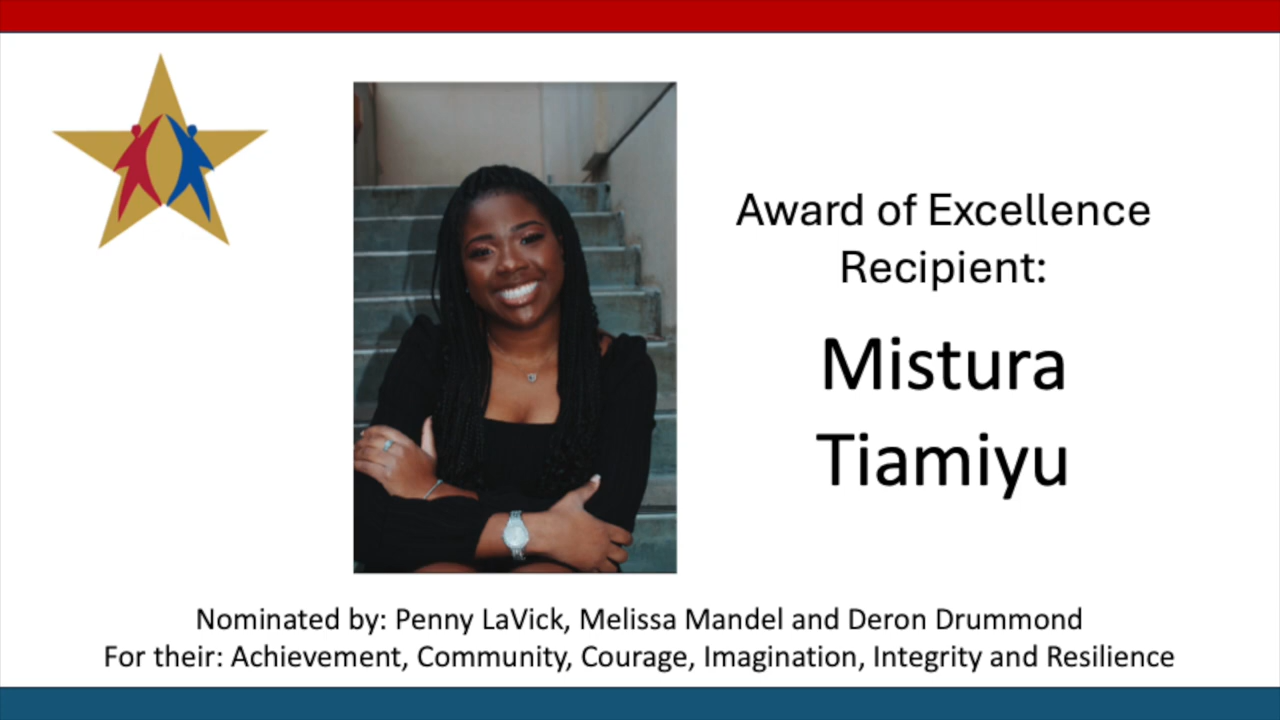 Award of Excellence
Recipient:
Mistura
Tiamiyu
Nominated by: Penny LaVick, Melissa Mandel and Deron Drummond
For their: Achievement, Community, Courage, Imagination, Integrity and Resilience